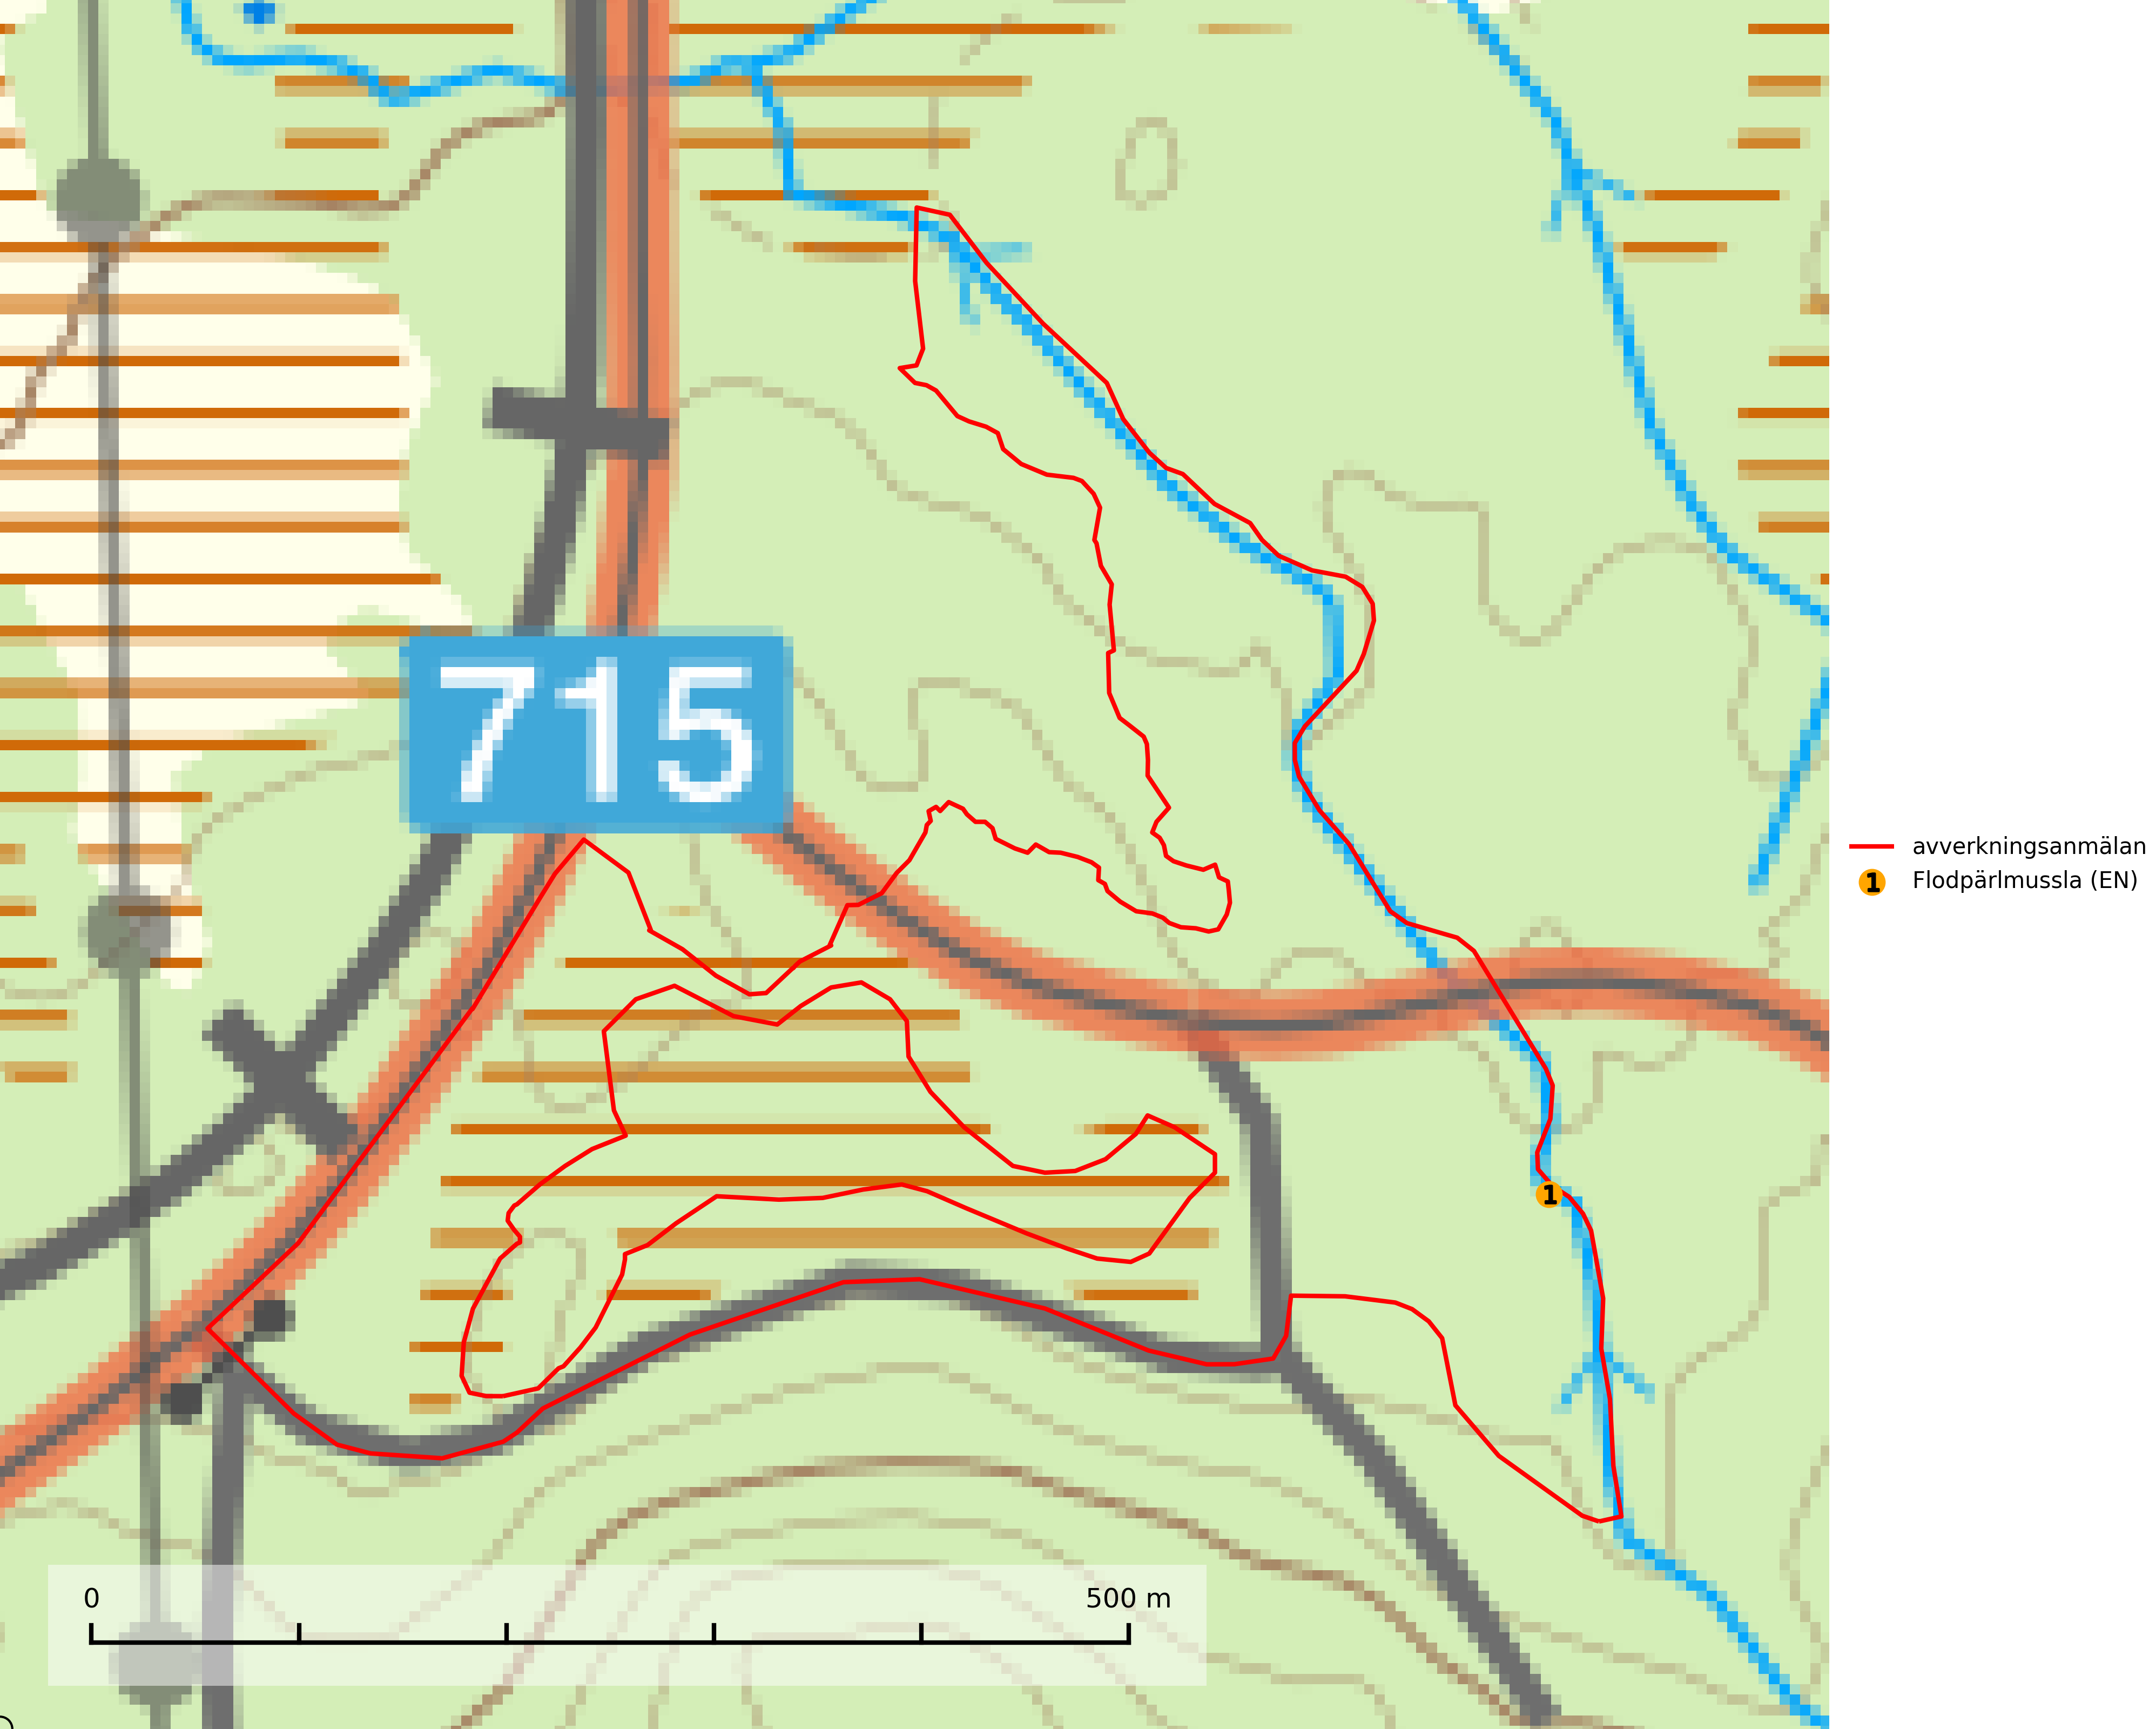 715
avverkningsanmälan
1 Flodpärlmussla (EN)
1
0 500 m